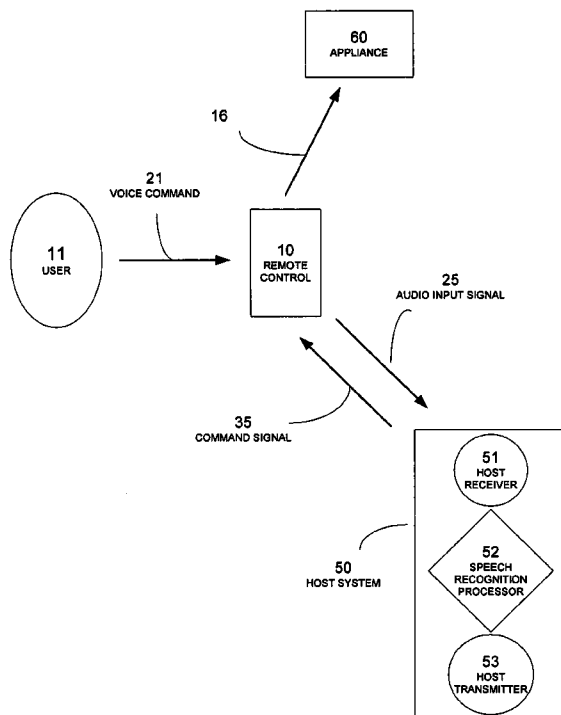 60
APPLIANCE
16
21
VOICE COMMAND
11
USER
10
REMOTE
CONTROL
25
AUDIO INPUT SIGNAL
35
COMMAND SIGNAL
51
HOST
RECEIVER
50
HOST SYSTEM
52
SPEECH
RECOGNITION
PROCESSOR
53
HOST
TRANSMITTER